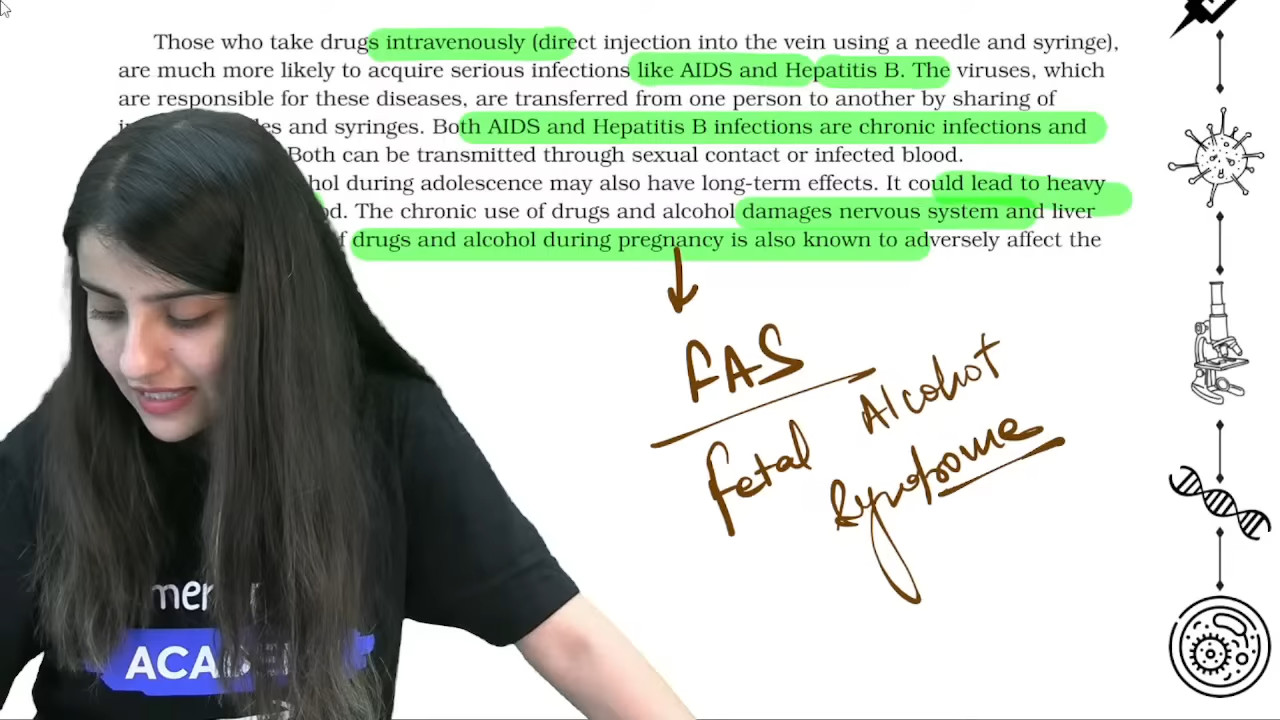 Those who take drugs intravenously (direct injection into the vein using a needle and syringe),
are much more likely to acquire serious infections like AIDS and Hepatitis B. The viruses, which
are responsible for these diseases, are transferred from one person to another by sharing of
and syringes. Both AIDS and Hepatitis B infections are chronic infections and
Both can be transmitted through sexual contact or infected blood.
during adolescence may also have long-term effects. It could lead to heavy
The chronic use of drugs and alcohol damages nervous system and liver
drugs and alcohol during pregnancy is also known to adversely affect the
FAS
Fetal Alcohol
Syndrome